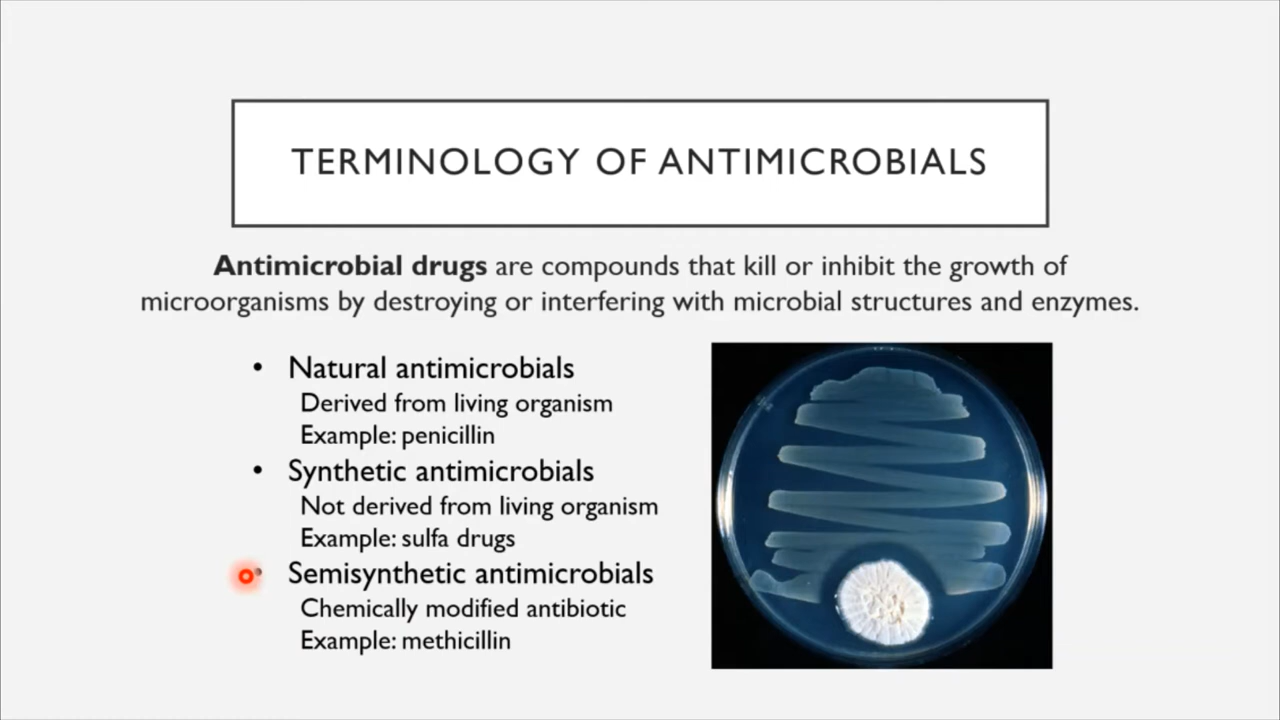 TERMINOLOGY OF ANTIMICROBIALS
Antimicrobial drugs are compounds that kill or inhibit the growth of
microorganisms by destroying or interfering with microbial structures and enzymes.
• Natural antimicrobials
Derived from living organism
Example: penicillin
• Synthetic antimicrobials
Not derived from living organism
Example: sulfa drugs
• Semisynthetic antimicrobials
Chemically modified antibiotic
Example: methicillin